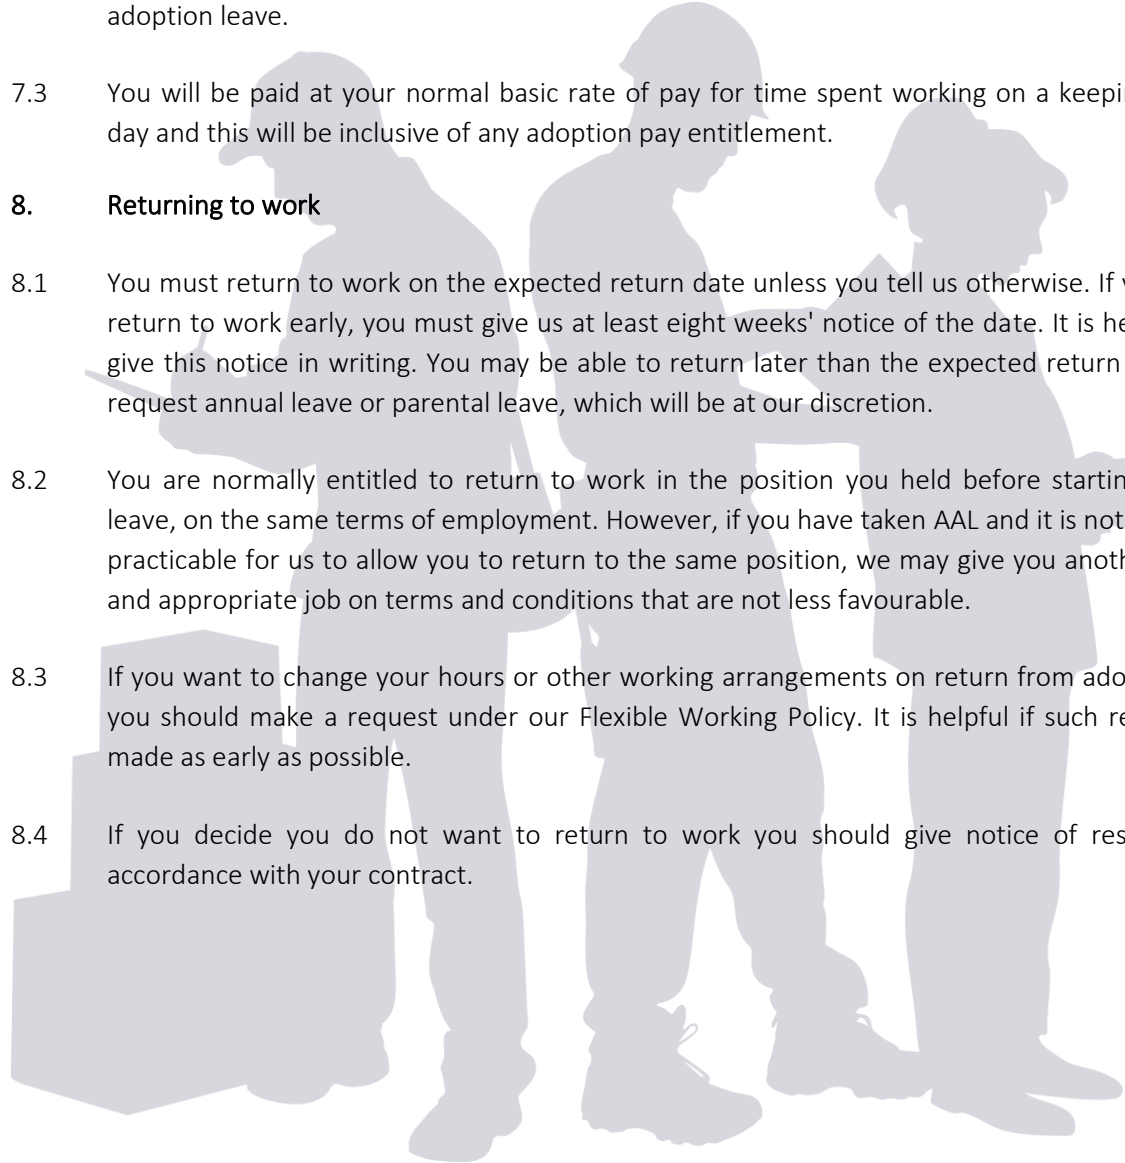 adoption leave.
7.3 You will be paid at your normal basic rate of pay for time spent working on a
day and this will be inclusive of any adoption pay entitlement.
8. Returning to work
8.1 You must return to work on the expected return date unless you tell us otherwise. If
return to work early, you must give us at least eight weeks' notice of the date. It is
give this notice in writing. You may be able to return later than the expected return
request annual leave or parental leave, which will be at our discretion.
8.2 You are normally entitled to return to work in the position you held before
leave, on the same terms of employment. However, if you have taken AAL and it is not
practicable for us to allow you to return to the same position, we may give you
and appropriate job on terms and conditions that are not less favourable.
8.3 If you want to change your hours or other working arrangements on return from
you should make a request under our Flexible Working Policy. It is helpful if such
made as early as possible.
8.4 If you decide you do not want to return to work you should give notice of
accordance with your contract.